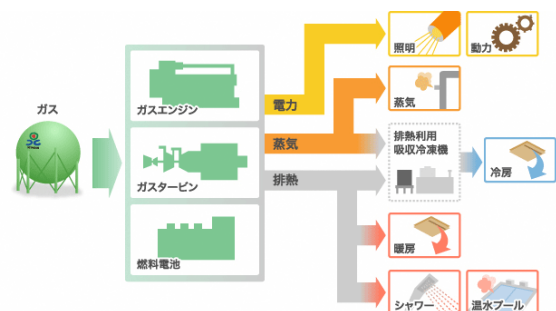 ガス
ガスエンジン
ガスタービン
燃料電池
電力
蒸気
排熱
照明
動力
蒸気
排熱利用
吸収冷凍機
冷房
暖房
シャワー
温水プール